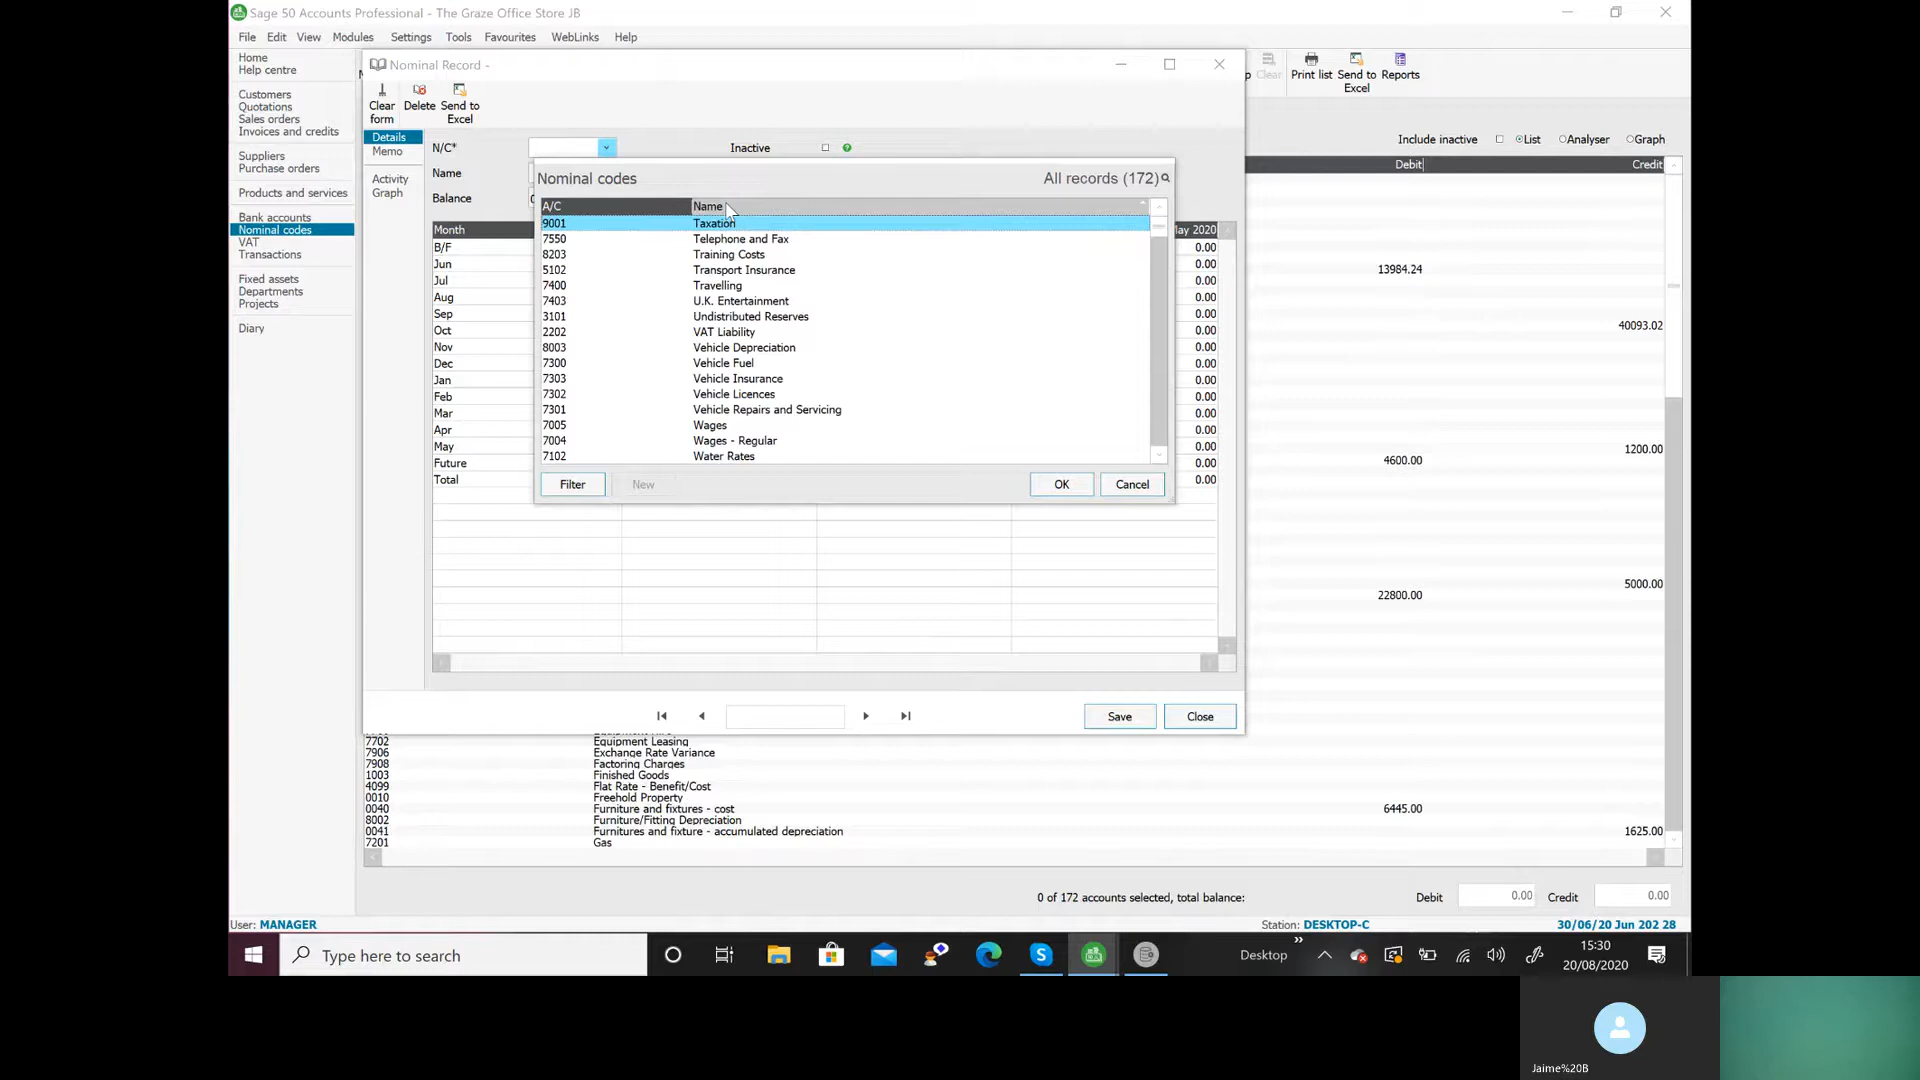 Sage 50 Accounts Professional - The Graze Office Store JB
File Edit View Modules Settings Tools Favourites WebLinks Help
Home
Help centre
Customers
Quotations
Sales orders
Invoices and credits
Suppliers
Purchase orders
Products and services
Bank accounts
Nominal codes
VAT
Transactions
Fixed assets
Departments
Projects
Diary
Nominal Record -
Clear form
Delete
Send to Excel
Clear
Print list
Send to Excel
Reports
Include inactive List Analyser Graph
Debit Credit
Details
Memo
Activity
Graph
N/C*
Inactive
Name
Balance
Nominal codes All records (172)
A/C Name
9001 Taxation
7550 Telephone and Fax
8203 Training Costs
5102 Transport Insurance
7400 Travelling
7403 U.K. Entertainment
3101 Undistributed Reserves
2202 VAT Liability
8003 Vehicle Depreciation
7300 Vehicle Fuel
7303 Vehicle Insurance
7302 Vehicle Licences
7301 Vehicle Repairs and Servicing
7005 Wages
7004 Wages - Regular
7102 Water Rates
Filter New OK Cancel
Month 2020
B/F 0.00
Jun 0.00
Jul 0.00
Aug 0.00
Sep 0.00
Oct 0.00
Nov 0.00
Dec 0.00
Jan 0.00
Feb 0.00
Mar 0.00
Apr 0.00
May 0.00
Future 0.00
Total 0.00
13984.24
40093.02
1200.00
4600.00
5000.00
22800.00
Save Close
7702 Equipment Leasing
7906 Exchange Rate Variance
7908 Factoring Charges
1003 Finished Goods
4099 Flat Rate - Benefit/Cost
0010 Freehold Property
0040 Furniture and fixtures - cost 6445.00
8002 Furniture/Fitting Depreciation
0041 Furnitures and fixture - accumulated depreciation 1625.00
7201 Gas
0 of 172 accounts selected, total balance: Debit 0.00 Credit 0.00
User: MANAGER Station: DESKTOP-C 30/06/20 Jun 202 28
Type here to search
Desktop
15:30
20/08/2020
Jaime%20B